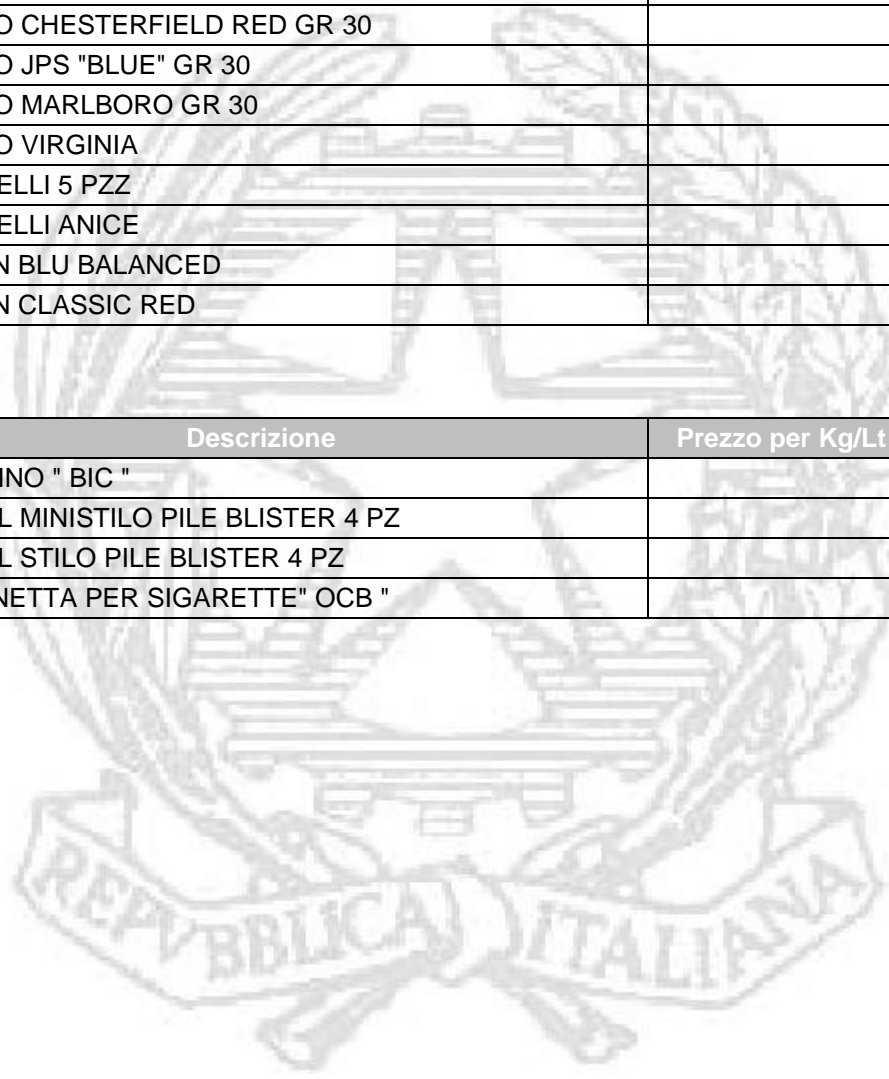 O CHESTERFIELD RED GR 30
O JPS "BLUE" GR 30
O MARLBORO GR 30
O VIRGINIA
ELLI 5 PZZ
ELLI ANICE
N BLU BALANCED
N CLASSIC RED
Descrizione Prezzo per Kg/Lt
INO " BIC "
L MINISTILO PILE BLISTER 4 PZ
L STILO PILE BLISTER 4 PZ
NETTA PER SIGARETTE" OCB "
REPVBBLICA ITALIANA